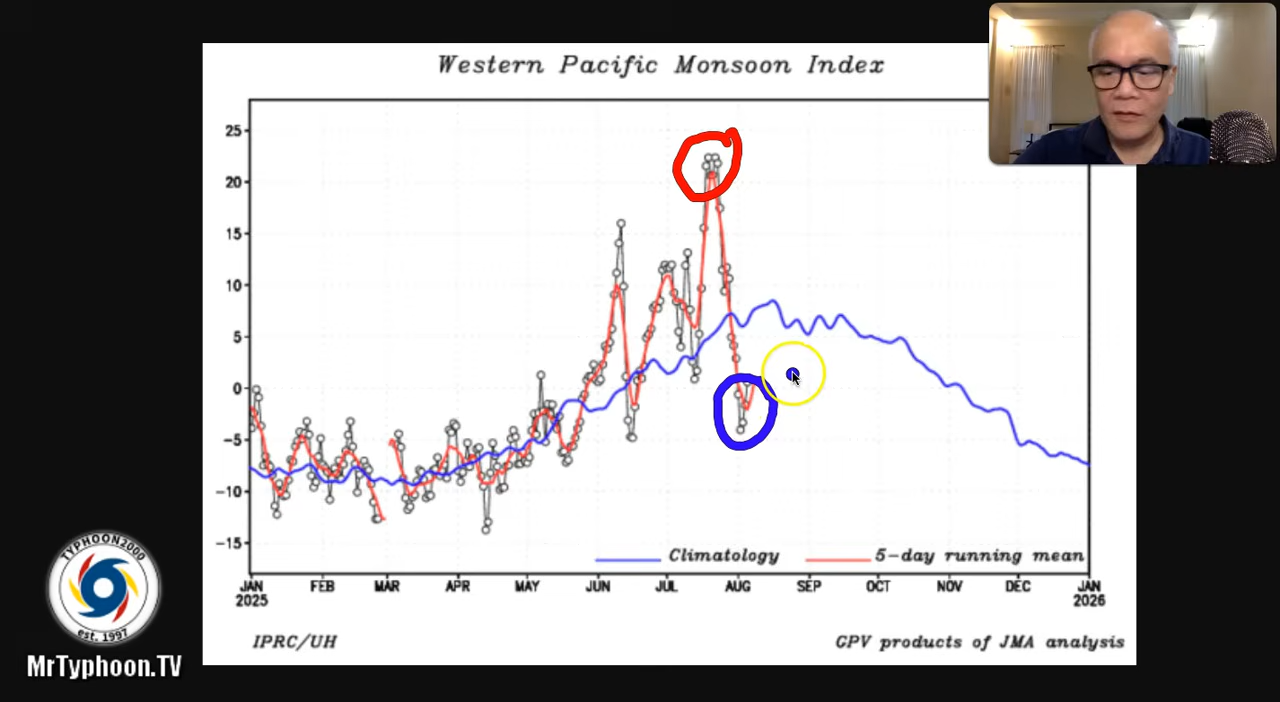 Western Pacific Monsoon Index
25
20
15
10
5
0
−5
−10
−15
Climatology
5−day running mean
JAN FEB MAR APR MAY JUN JUL AUG SEP OCT NOV DEC JAN
2025 2026
IPRC/UH
GPV products of JMA analysis
TYPHOON2000
est. 1997
MrTyphoon.TV